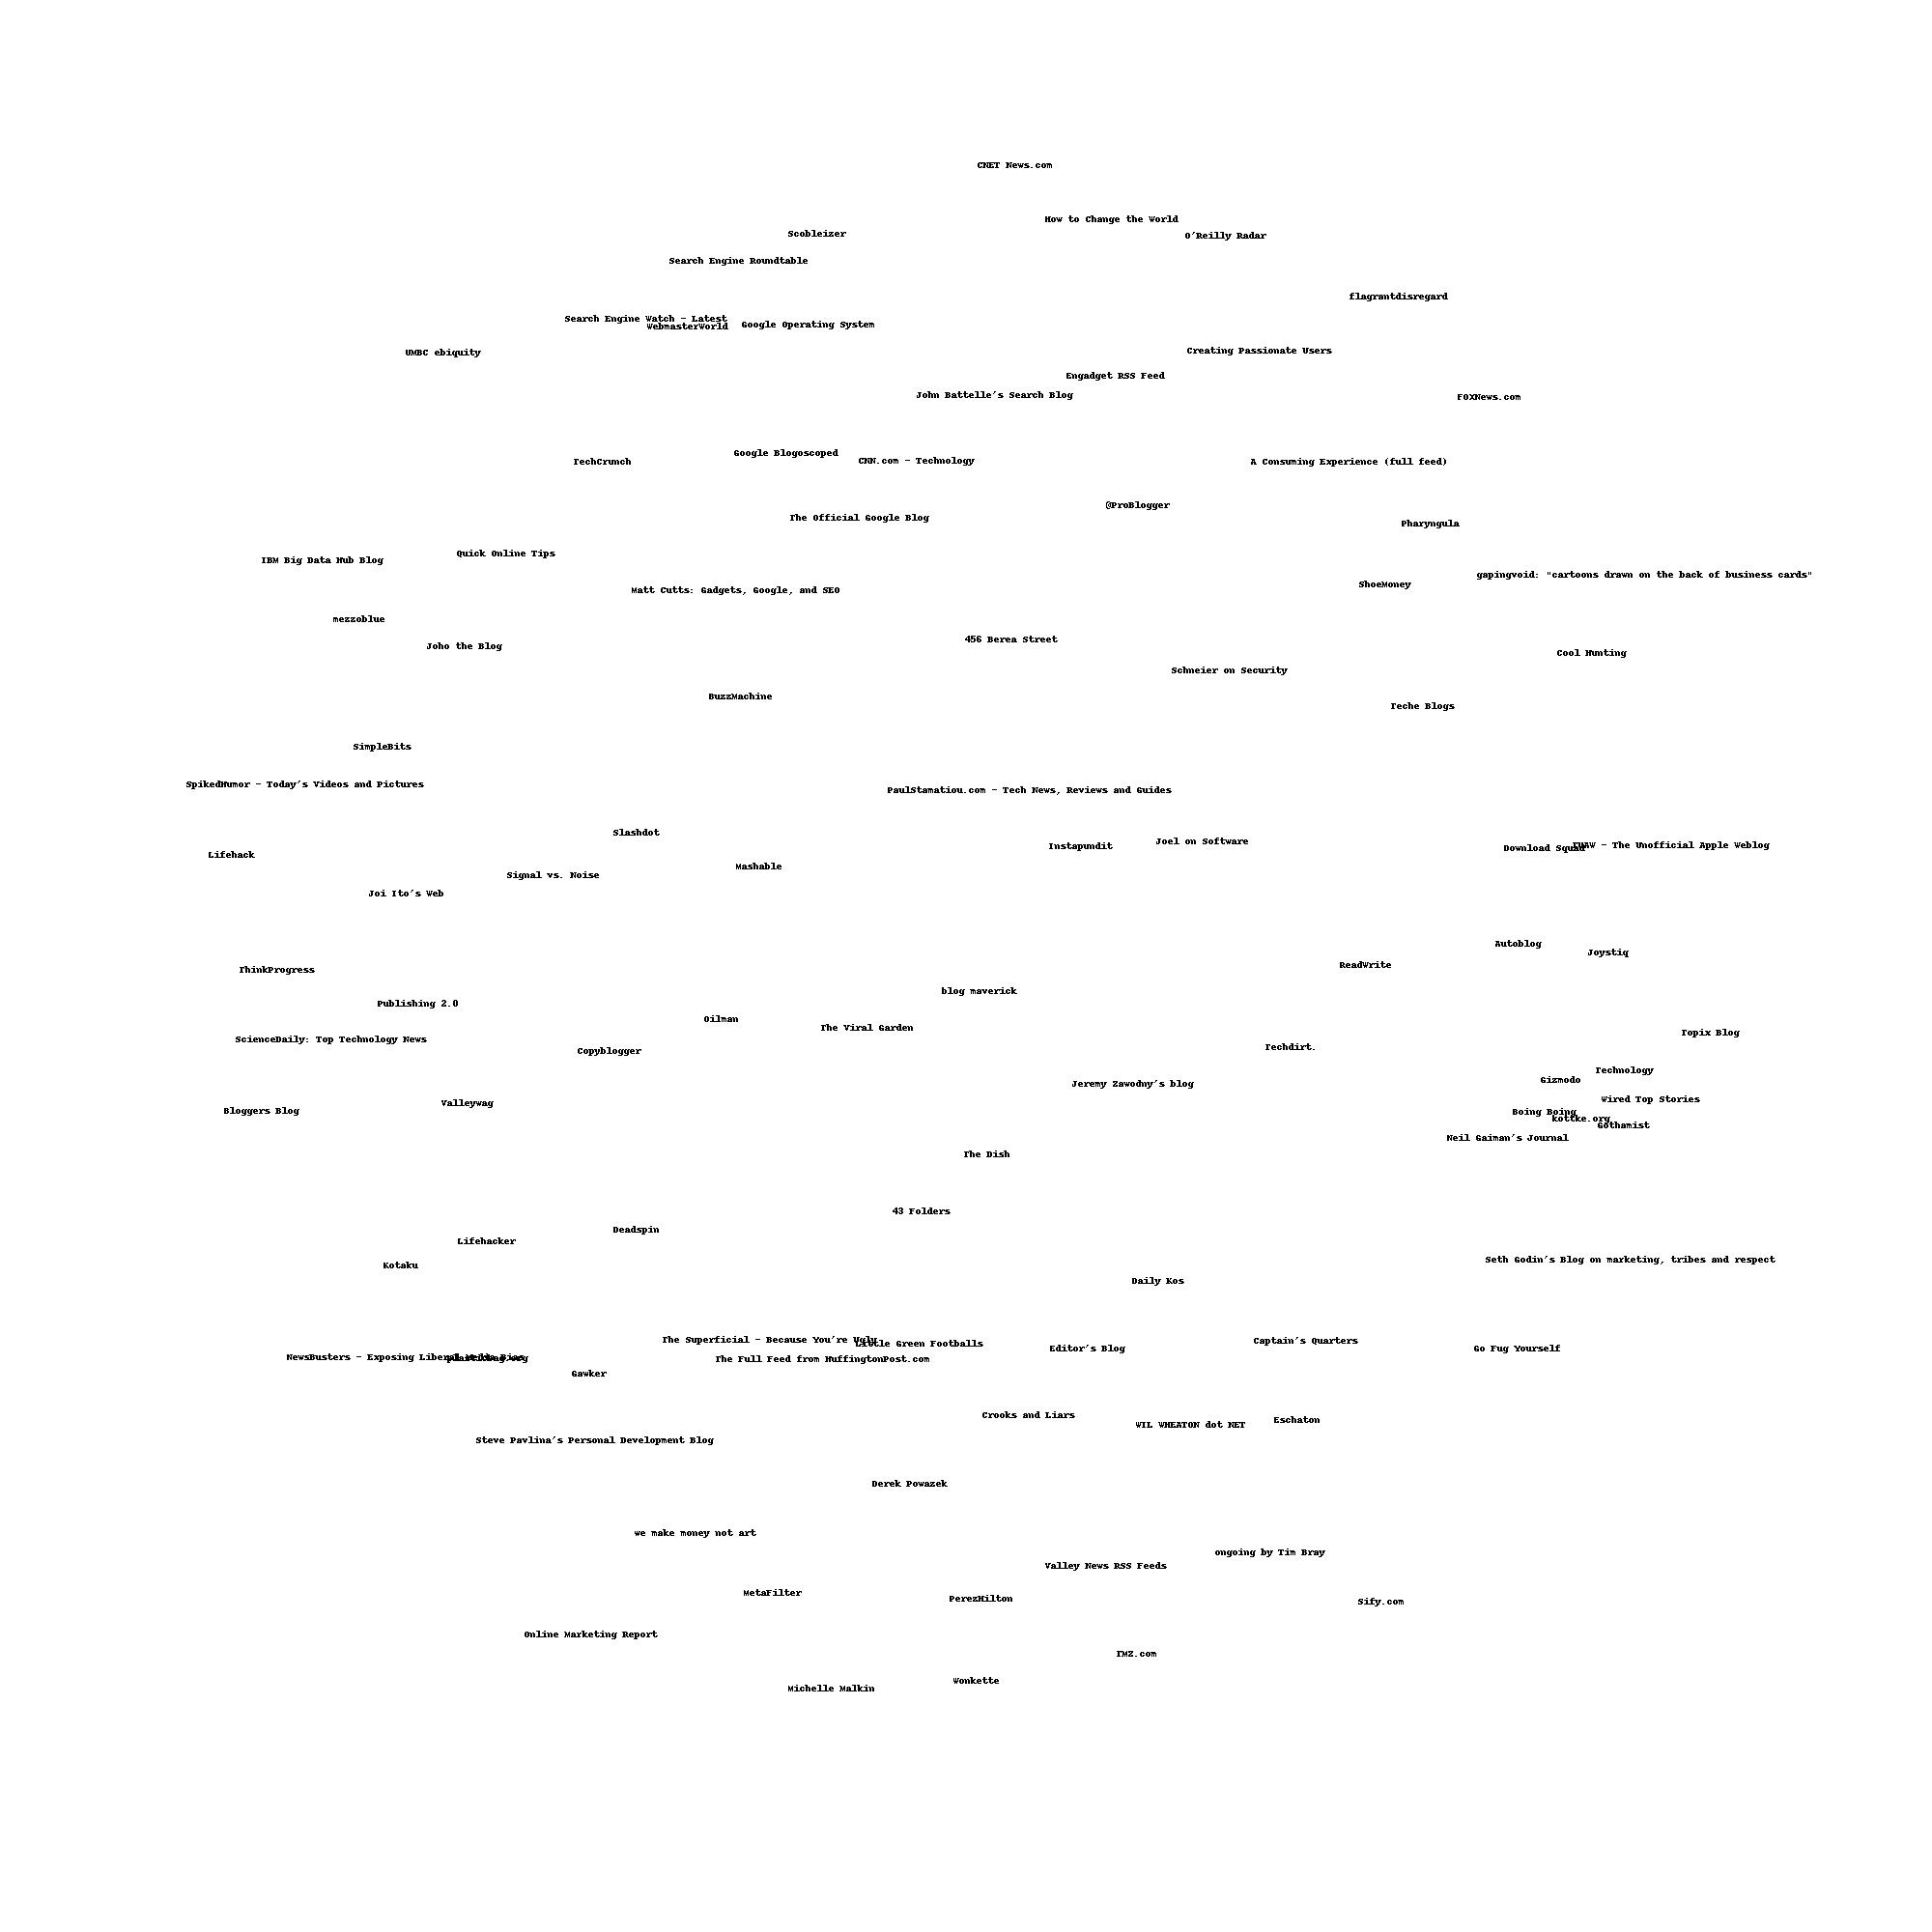 CNET News.com
How to Change the World
Scobleizer
O'Reilly Radar
Search Engine Roundtable
flagrantdisregard
Search Engine Watch - Latest
WebmasterWorld
Google Operating System
Creating Passionate Users
UMBC ebiquity
Engadget RSS Feed
John Battelle's Search Blog
FOXNews.com
Google Blogoscoped
TechCrunch
CNN.com - Technology
A Consuming Experience (full feed)
@ProBlogger
The Official Google Blog
Pharyngula
Quick Online Tips
IBM Big Data Hub Blog
gapingvoid: "cartoons drawn on the back of business cards"
ShoeMoney
Matt Cutts: Gadgets, Google, and SEO
mezzoblue
456 Berea Street
Joho the Blog
Cool Hunting
Schneier on Security
BuzzMachine
Teche Blogs
SimpleBits
SpikedHumor - Today's Videos and Pictures
PaulStamatiou.com - Tech News, Reviews and Guides
Slashdot
Joel on Software
Instapundit
Download Squad
TUAW - The Unofficial Apple Weblog
Lifehack
Mashable
Signal vs. Noise
Joi Ito's Web
Autoblog
Joystiq
ReadWrite
ThinkProgress
blog maverick
Publishing 2.0
Oilman
The Viral Garden
Topix Blog
ScienceDaily: Top Technology News
Techdirt.
Copyblogger
Technology
Gizmodo
Jeremy Zawodny's blog
Wired Top Stories
Valleywag
Bloggers Blog
Boing Boing
kottke.org
Gothamist
Neil Gaiman's Journal
The Dish
43 Folders
Deadspin
Lifehacker
Seth Godin's Blog on marketing, tribes and respect
Kotaku
Daily Kos
The Superficial - Because You're Ugly
Little Green Footballs
Captain's Quarters
Editor's Blog
Go Fug Yourself
NewsBusters - Exposing Liberal Media Bias
plasticbag.org
The Full Feed from HuffingtonPost.com
Gawker
Crooks and Liars
Eschaton
WIL WHEATON dot NET
Steve Pavlina's Personal Development Blog
Derek Powazek
we make money not art
ongoing by Tim Bray
Valley News RSS Feeds
MetaFilter
PerezHilton
Sify.com
Online Marketing Report
TMZ.com
Wonkette
Michelle Malkin